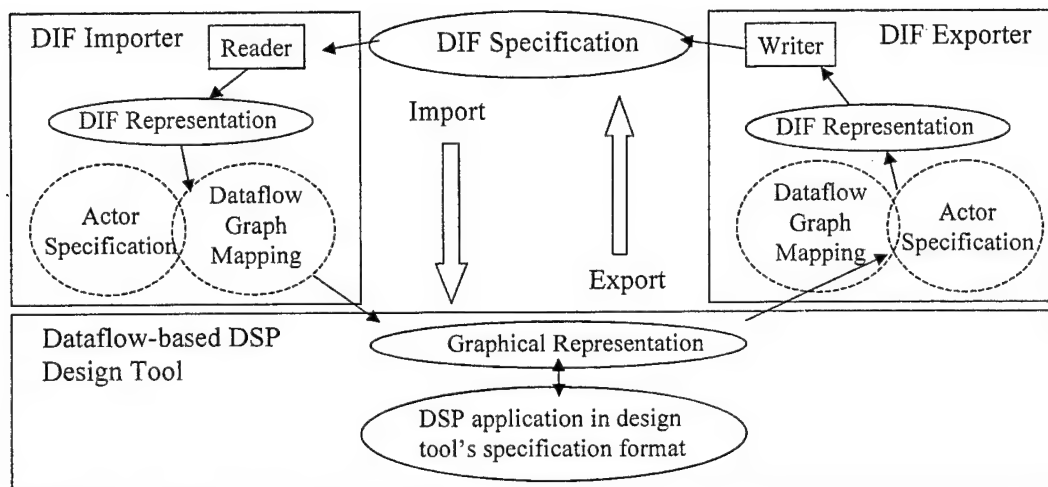 DIF Importer
Reader
DIF Representation
Actor
Specification
Dataflow
Graph
Mapping
DIF Specification
Import
Export
Writer
DIF Exporter
DIF Representation
Dataflow
Graph
Mapping
Actor
Specification
Dataflow-based DSP
Design Tool
Graphical Representation
DSP application in design
tool's specification format